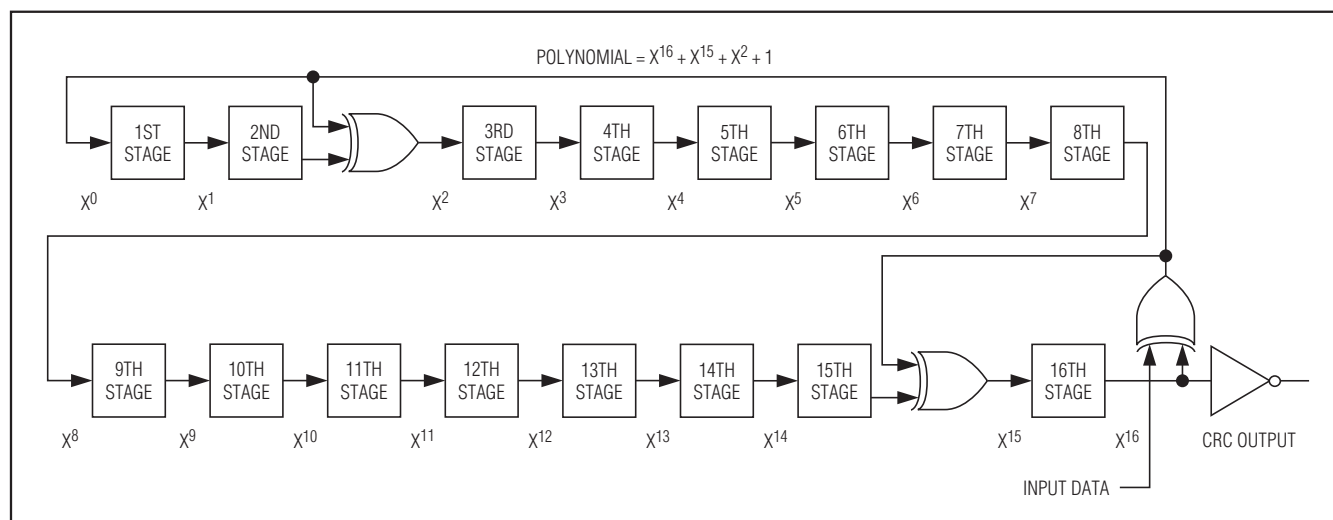 POLYNOMIAL = X¹⁶ + X¹⁵ + X² + 1
1ST STAGE
2ND STAGE
3RD STAGE
4TH STAGE
5TH STAGE
6TH STAGE
7TH STAGE
8TH STAGE
X⁰
X¹
X²
X³
X⁴
X⁵
X⁶
X⁷
9TH STAGE
10TH STAGE
11TH STAGE
12TH STAGE
13TH STAGE
14TH STAGE
15TH STAGE
16TH STAGE
X⁸
X⁹
X¹⁰
X¹¹
X¹²
X¹³
X¹⁴
X¹⁵
X¹⁶
CRC OUTPUT
INPUT DATA